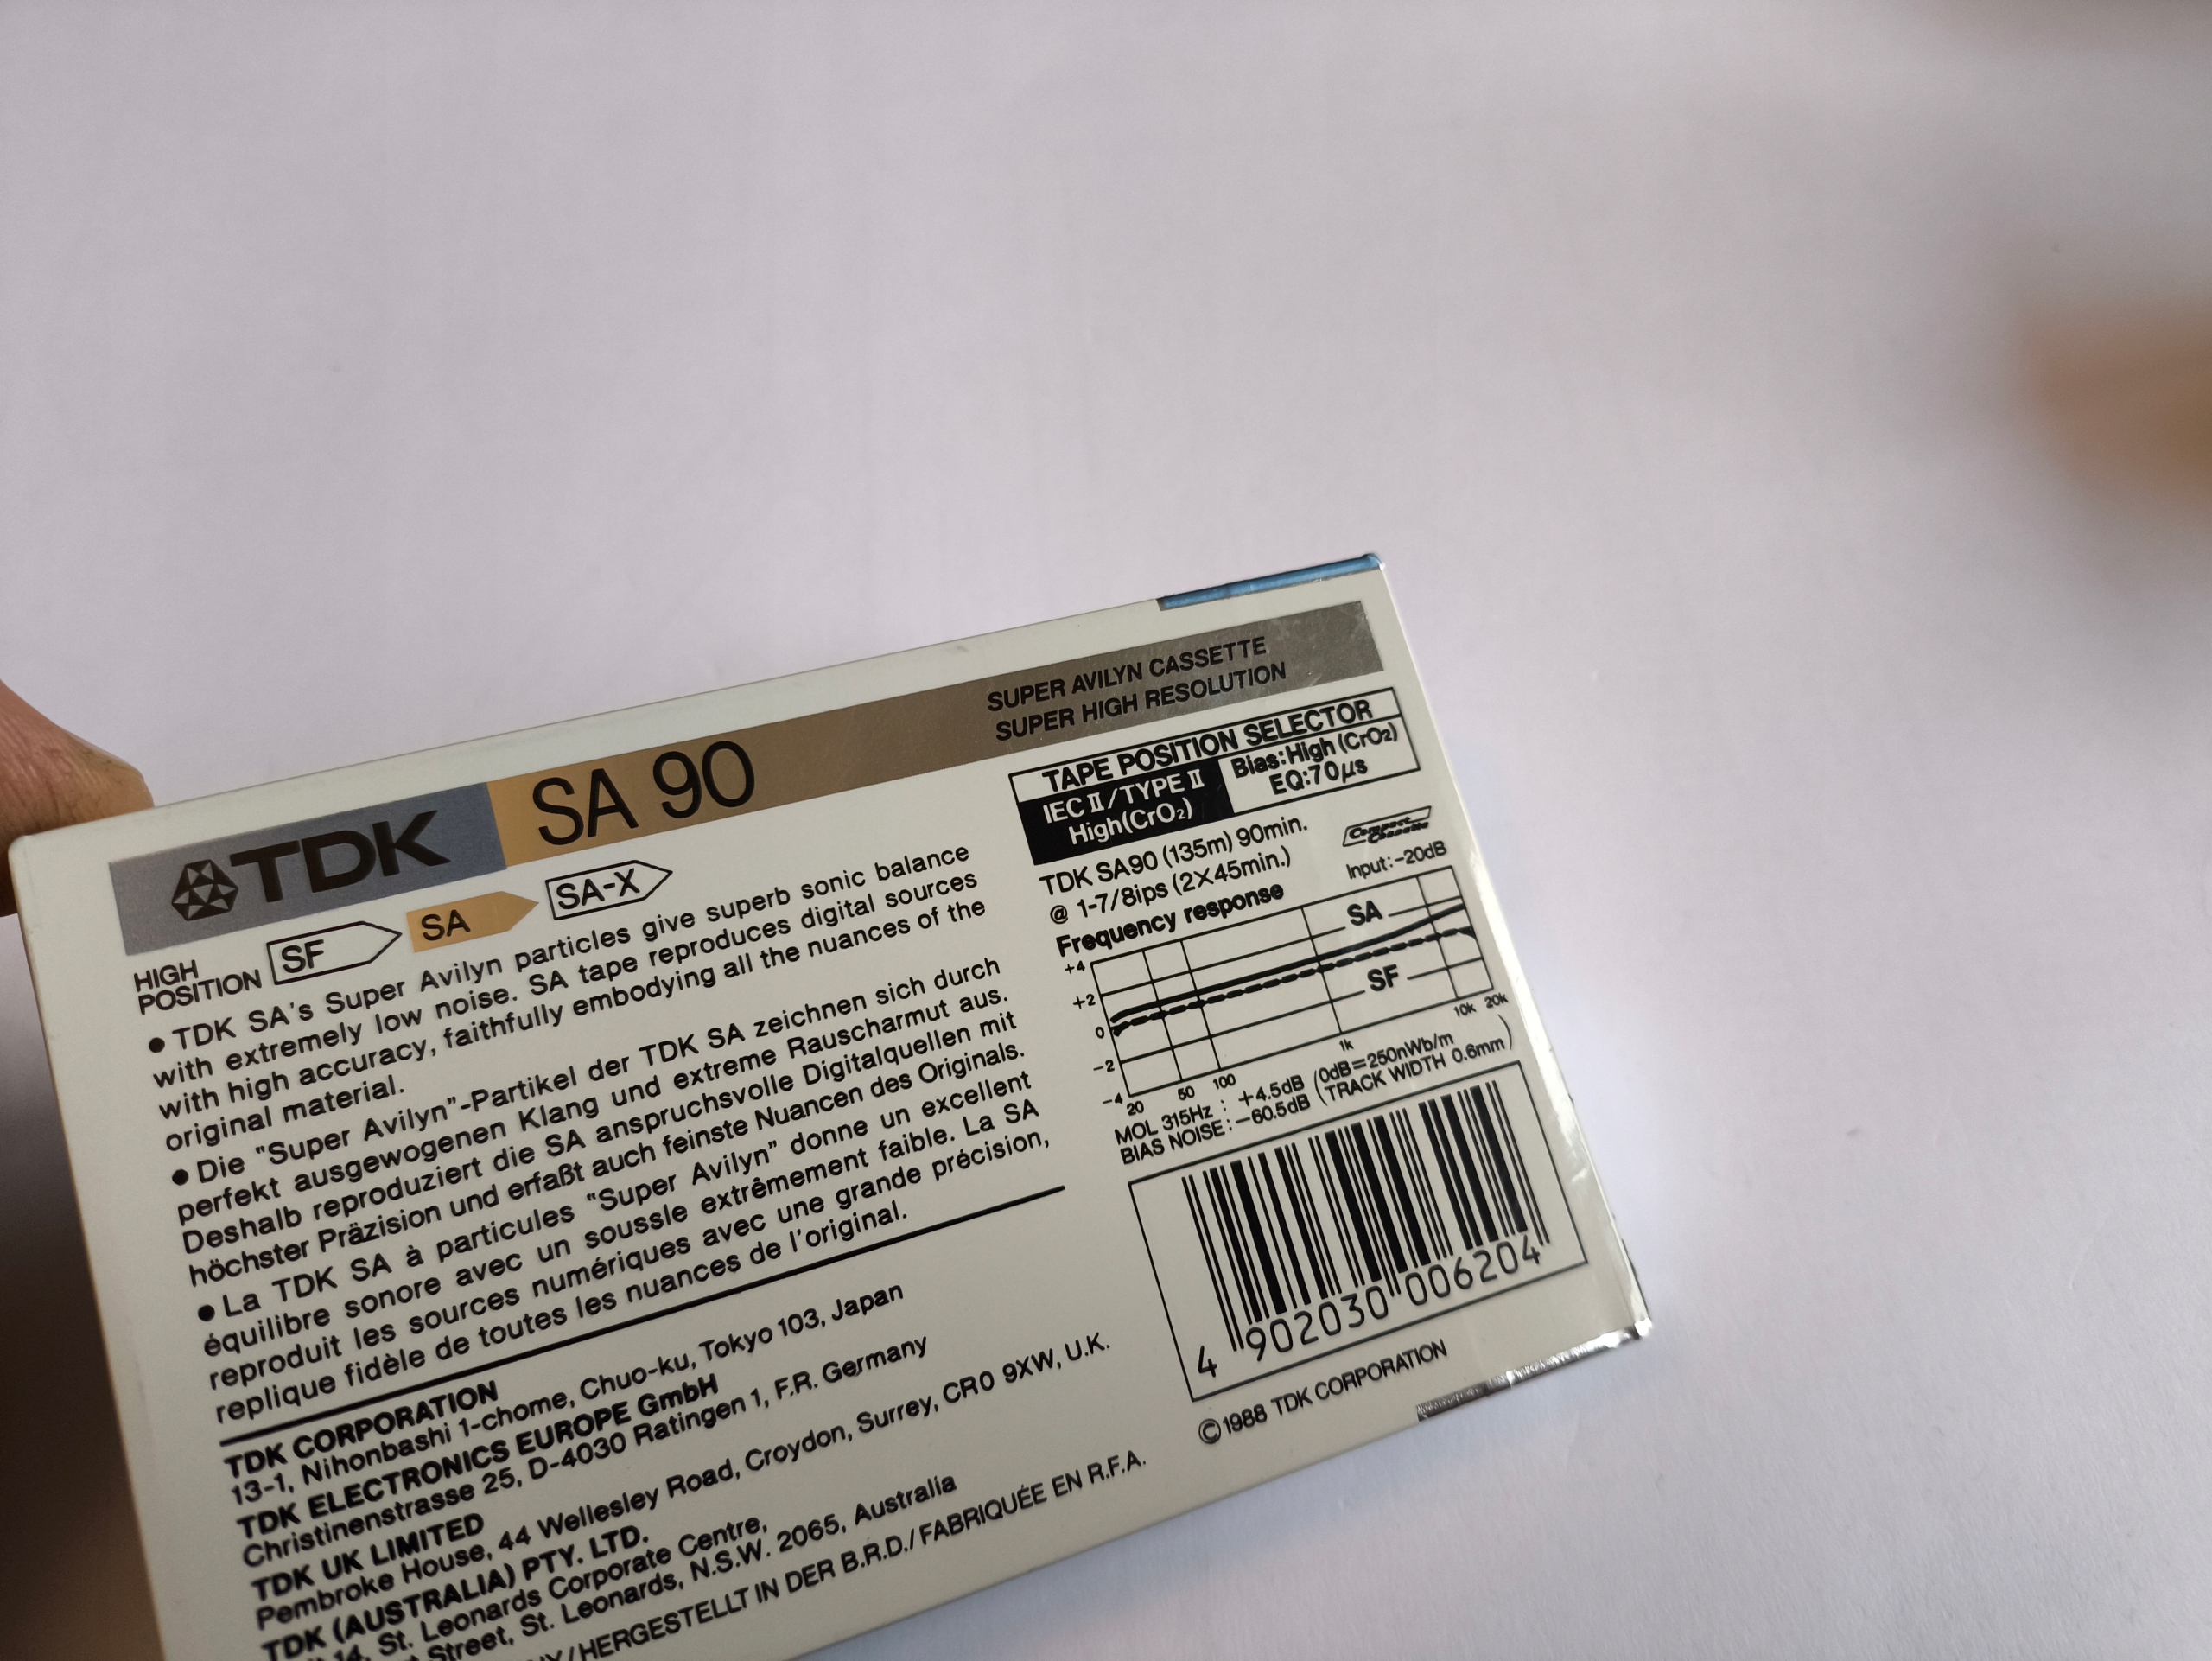 TDK SA 90
SUPER AVILYN CASSETTE
SUPER HIGH RESOLUTION
HIGH
POSITION
SF
SA
SA-X
● TDK SA's Super Avilyn particles give superb sonic balance
with extremely low noise. SA tape reproduces digital sources
with high accuracy, faithfully embodying all the nuances of the
original material.
● Die "Super Avilyn"-Partikel der TDK SA zeichnen sich durch
perfekt ausgewogenen Klang und extreme Rauscharmut aus.
Deshalb reproduziert die SA anspruchsvolle Digitalquellen mit
höchster Präzision und erfaßt auch feinste Nuancen des Originals.
● La TDK SA à particules "Super Avilyn" donne un excellent
équilibre sonore avec un soussle extrêmement faible. La SA
reproduit les sources numériques avec une grande précision,
replique fidèle de toutes les nuances de l'original.
TDK CORPORATION
13-1, Nihonbashi 1-chome, Chuo-ku, Tokyo 103, Japan
TDK ELECTRONICS EUROPE GmbH
Christinenstrasse 25, D-4030 Ratingen 1, F.R. Germany
TDK UK LIMITED
Pembroke House, 44 Wellesley Road, Croydon, Surrey, CR0 9XW, U.K.
TDK (AUSTRALIA) PTY. LTD.
14, St. Leonards Corporate Centre,
Street, St. Leonards, N.S.W. 2065, Australia
/HERGESTELLT IN DER B.R.D./FABRIQUÉE EN R.F.A.
TAPE POSITION SELECTOR
IEC II/TYPE II
High(CrO₂)
Bias:High (CrO₂)
EQ:70μs
TDK SA90 (135m) 90min.
@ 1-7/8ips (2×45min.)
Compact
Cassette
Frequency response
Input:-20dB
+4
+2
0
-2
-4
SA
SF
20
50
100
1k
10k
20k
MOL 315Hz : +4.5dB (0dB=250nWb/m
BIAS NOISE:-60.5dB (TRACK WIDTH 0.6mm)
4 902030 006204
©1988 TDK CORPORATION